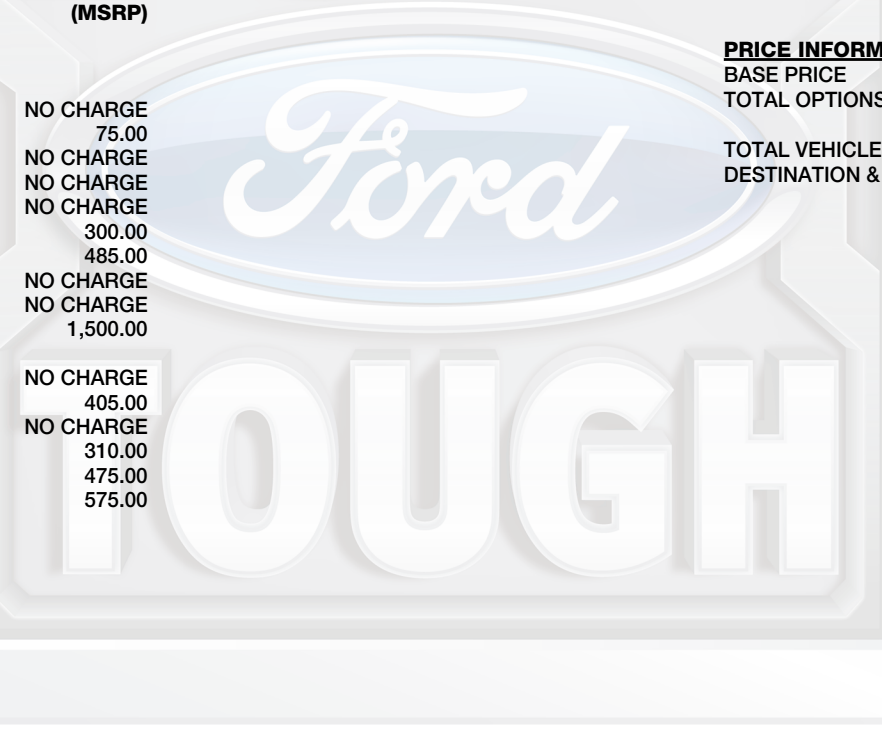 (MSRP)
NO CHARGE
75.00
NO CHARGE
NO CHARGE
NO CHARGE
300.00
485.00
NO CHARGE
NO CHARGE
1,500.00
NO CHARGE
405.00
NO CHARGE
310.00
475.00
575.00
PRICE INFORM
BASE PRICE
TOTAL OPTIONS
TOTAL VEHICLE
DESTINATION &
Ford
TOUGH